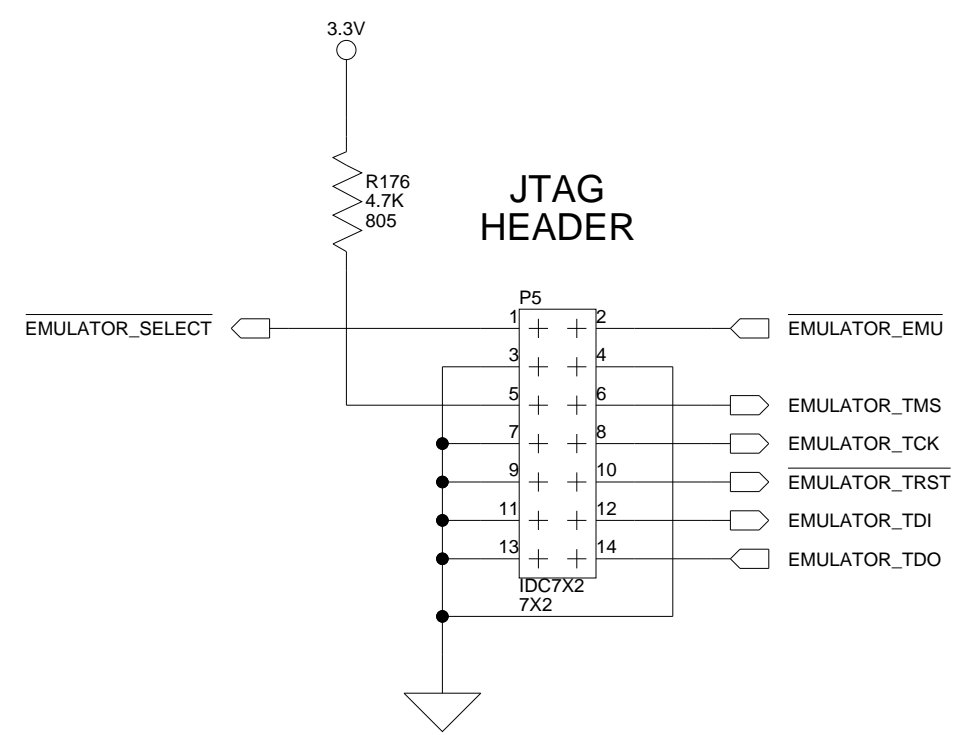 3.3V
R176
4.7K
805
JTAG
HEADER
P5
EMULATOR_SELECT 1 2 EMULATOR_EMU
3 4
5 6 EMULATOR_TMS
7 8 EMULATOR_TCK
9 10 EMULATOR_TRST
11 12 EMULATOR_TDI
13 14 EMULATOR_TDO
IDC7X2
7X2